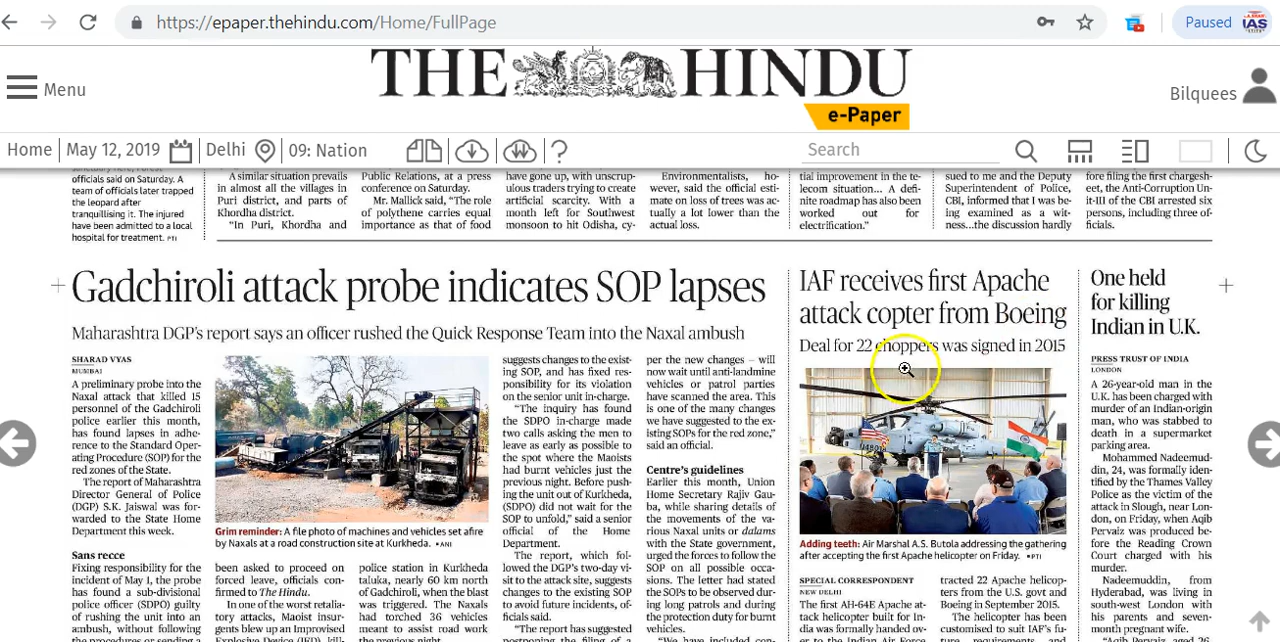 https://epaper.thehindu.com/Home/FullPage
Paused
IAS
THE HINDU
e-Paper
Menu
Bilquees
Home
May 12, 2019
Delhi
09: Nation
?
Search
officials said on Saturday. A
team of officials later trapped
the leopard after
tranquillising it. The injured
have been admitted to a local
hospital for treatment. PTI
A similar situation prevails
in almost all the villages in
Puri district, and parts of
Khordha district.
"In Puri, Khordha and
Public Relations, at a press
conference on Saturday.
Mr. Mallick said, "The role
of polythene carries equal
importance as that of food
have gone up, with unscrup-
ulous traders trying to create
artificial scarcity. With a
month left for Southwest
monsoon to hit Odisha, cy-
Environmentalists, ho-
wever, said the official esti-
mate on loss of trees was ac-
tually a lot lower than the
actual loss.
tial improvement in the te-
lecom situation... A defi-
nite roadmap has also been
worked out for
electrification."
sued to me and the Deputy
Superintendent of Police,
CBI, informed that I was be-
ing examined as a wit-
ness...the discussion hardly
fore filing the first chargesh-
eet, the Anti-Corruption Un-
it-III of the CBI arrested six
persons, including three of-
ficials.
Gadchiroli attack probe indicates SOP lapses
Maharashtra DGP's report says an officer rushed the Quick Response Team into the Naxal ambush
SHARAD VYAS
MUMBAI
A preliminary probe into the
Naxal attack that killed 15
personnel of the Gadchiroli
police earlier this month,
has found lapses in adhe-
rence to the Standard Oper-
ating Procedure (SOP) for the
red zones of the State.
The report of Maharashtra
Director General of Police
(DGP) S.K. Jaiswal was for-
warded to the State Home
Department this week.
Sans recce
Fixing responsibility for the
incident of May 1, the probe
has found a sub-divisional
police officer (SDPO) guilty
of rushing the unit into an
ambush, without following
Grim reminder: A file photo of machines and vehicles set afire
by Naxals at a road construction site at Kurkheda. •ANI
been asked to proceed on
forced leave, officials con-
firmed to The Hindu.
In one of the worst retalia-
tory attacks, Maoist insur-
gents blew up an Improvised
police station in Kurkheda
taluka, nearly 60 km north
of Gadchiroli, when the blast
was triggered. The Naxals
had torched 36 vehicles
meant to assist road work
suggests changes to the exist-
ing SOP, and has fixed res-
ponsibility for its violation
on the senior unit in-charge.
"The inquiry has found
the SDPO in-charge made
two calls asking the men to
leave as early as possible to
the spot where the Maoists
had burnt vehicles just the
previous night. Before push-
ing the unit out of Kurkheda,
(SDPO) did not wait for the
SOP to unfold," said a senior
official of the Home
Department.
The report, which fol-
lowed the DGP's two-day vi-
sit to the attack site, suggests
changes to the existing SOP
to avoid future incidents, of-
ficials said.
"The report has suggested
per the new changes – will
now wait until anti-landmine
vehicles or patrol parties
have scanned the area. This
is one of the many changes
we have suggested to the ex-
isting SOPs for the red zone,"
said an official.
Centre's guidelines
Earlier this month, Union
Home Secretary Rajiv Gau-
ba, while sharing details of
the movements of the va-
rious Naxal units or dalams
with the State government,
urged the forces to follow the
SOP on all possible occa-
sions. The letter had stated
the SOPs to be observed dur-
ing long patrols and during
the protection duty for burnt
vehicles.
IAF receives first Apache
attack copter from Boeing
Deal for 22 choppers was signed in 2015
Adding teeth: Air Marshal A.S. Butola addressing the gathering
after accepting the first Apache helicopter on Friday. •PTI
SPECIAL CORRESPONDENT
NEW DELHI
The first AH-64E Apache at-
tack helicopter built for In-
dia was formally handed ov-
tracted 22 Apache helicop-
ters from the U.S. govt and
Boeing in September 2015.
The helicopter has been
customised to suit IAF's fu-
One held
for killing
Indian in U.K.
PRESS TRUST OF INDIA
LONDON
A 26-year-old man in the
U.K. has been charged with
murder of an Indian-origin
man, who was stabbed to
death in a supermarket
parking area.
Mohammed Nadeemud-
din, 24, was formally iden-
tified by the Thames Valley
Police as the victim of the
attack in Slough, near Lon-
don, on Friday, when Aqib
Pervaiz was produced be-
fore the Reading Crown
Court charged with his
murder.
Nadeemuddin, from
Hyderabad, was living in
south-west London with
his parents and seven-
month pregnant wife.